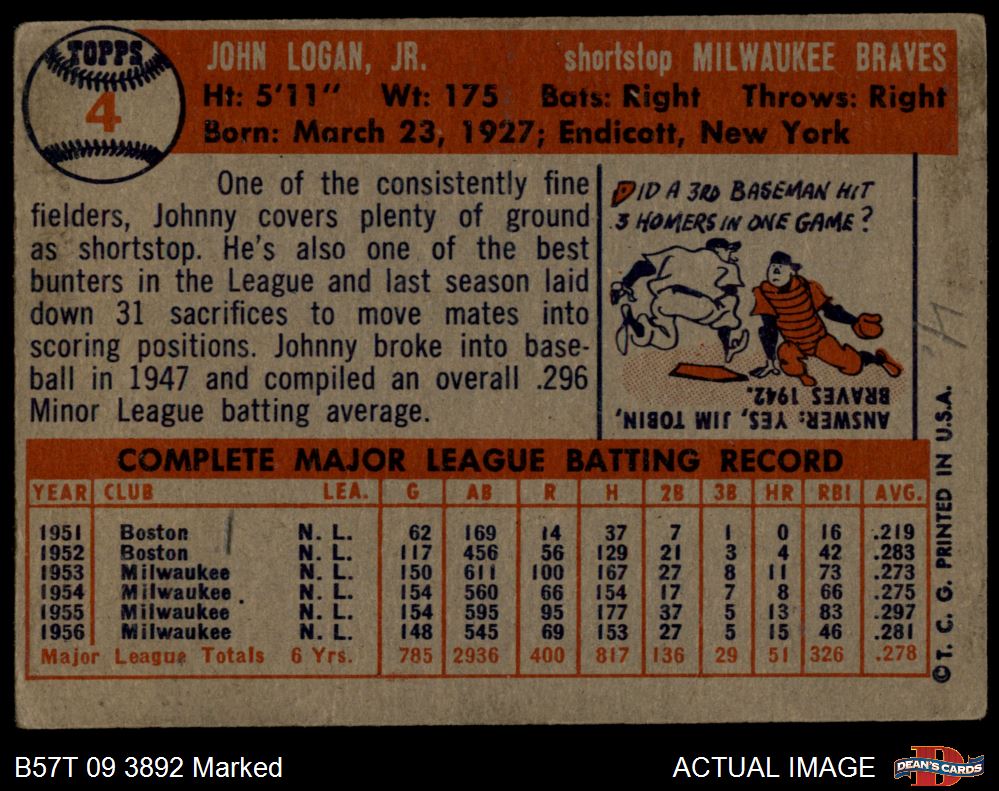 TOPPS
4
JOHN LOGAN, JR. shortstop MILWAUKEE BRAVES
Ht: 5'11" Wt: 175 Bats: Right Throws: Right
Born: March 23, 1927; Endicott, New York
One of the consistently fine
fielders, Johnny covers plenty of ground
as shortstop. He's also one of the best
bunters in the League and last season laid
down 31 sacrifices to move mates into
scoring positions. Johnny broke into base-
ball in 1947 and compiled an overall .296
Minor League batting average.
DID A 3RD BASEMAN HIT
3 HOMERS IN ONE GAME?
ANSWER: YES, JIM TOBIN,
BRAVES 1942.
COMPLETE MAJOR LEAGUE BATTING RECORD
YEAR CLUB LEA. G AB R H 2B 3B HR RBI AVG.
1951 Boston N. L. 62 169 14 37 7 1 0 16 .219
1952 Boston N. L. 117 456 56 129 21 3 4 42 .283
1953 Milwaukee N. L. 150 611 100 167 27 8 11 73 .273
1954 Milwaukee N. L. 154 560 66 154 17 7 8 66 .275
1955 Milwaukee N. L. 154 595 95 177 37 5 13 83 .297
1956 Milwaukee N. L. 148 545 69 153 27 5 15 46 .281
Major League Totals 6 Yrs. 785 2936 400 817 136 29 51 326 .278
© T. C. G. PRINTED IN U.S.A.
B57T 09 3892 Marked
ACTUAL IMAGE
DEAN'S CARDS